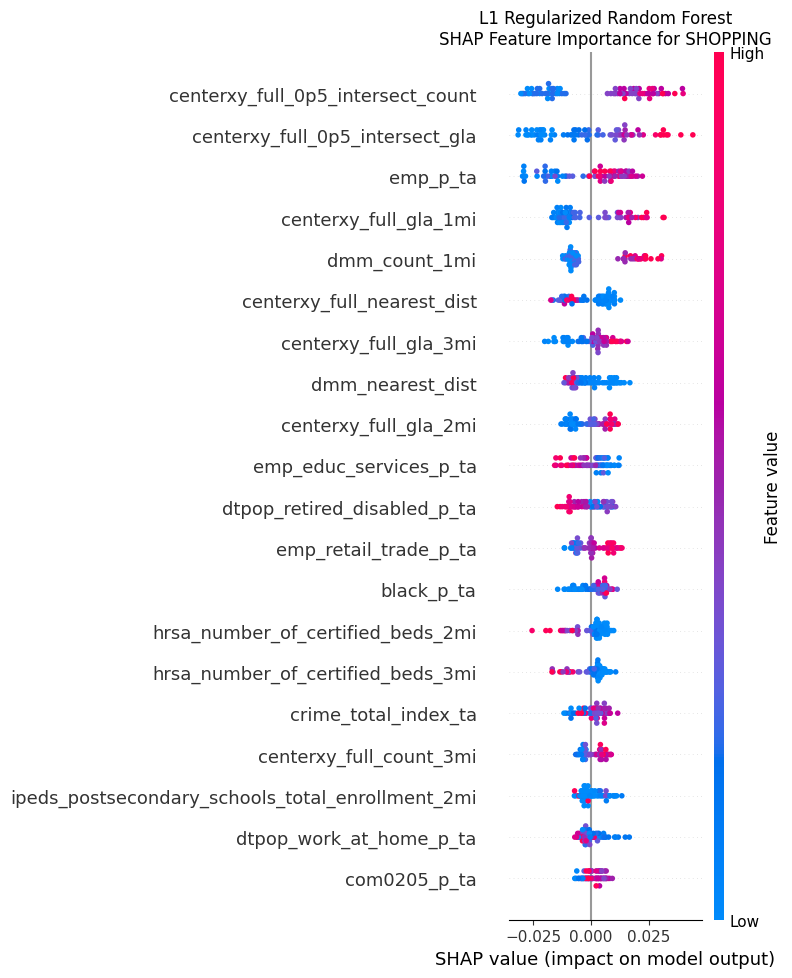 L1 Regularized Random Forest
SHAP Feature Importance for SHOPPING
High
centerxy_full_0p5_intersect_count
centerxy_full_0p5_intersect_gla
emp_p_ta
centerxy_full_gla_1mi
dmm_count_1mi
centerxy_full_nearest_dist
centerxy_full_gla_3mi
dmm_nearest_dist
centerxy_full_gla_2mi
emp_educ_services_p_ta
dtpop_retired_disabled_p_ta
emp_retail_trade_p_ta
black_p_ta
hrsa_number_of_certified_beds_2mi
hrsa_number_of_certified_beds_3mi
crime_total_index_ta
centerxy_full_count_3mi
ipeds_postsecondary_schools_total_enrollment_2mi
dtpop_work_at_home_p_ta
com0205_p_ta
Feature value
Low
−0.025 0.000 0.025
SHAP value (impact on model output)